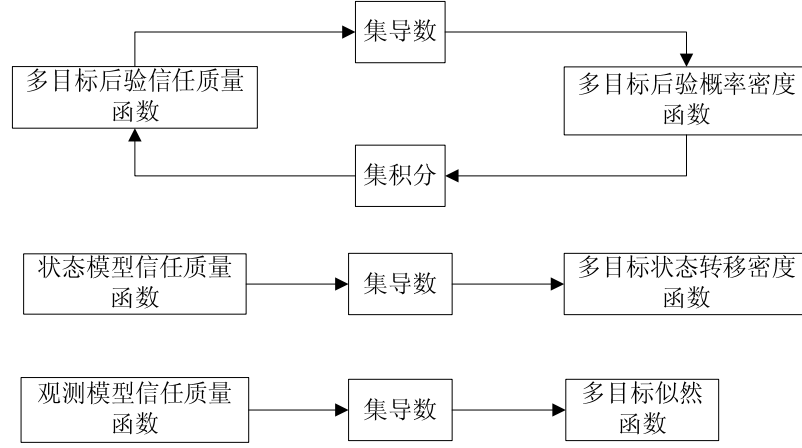 集导数
多目标后验信任质量
函数
多目标后验概率密度
函数
集积分
状态模型信任质量
函数
集导数
多目标状态转移密度
函数
观测模型信任质量
函数
集导数
多目标似然
函数